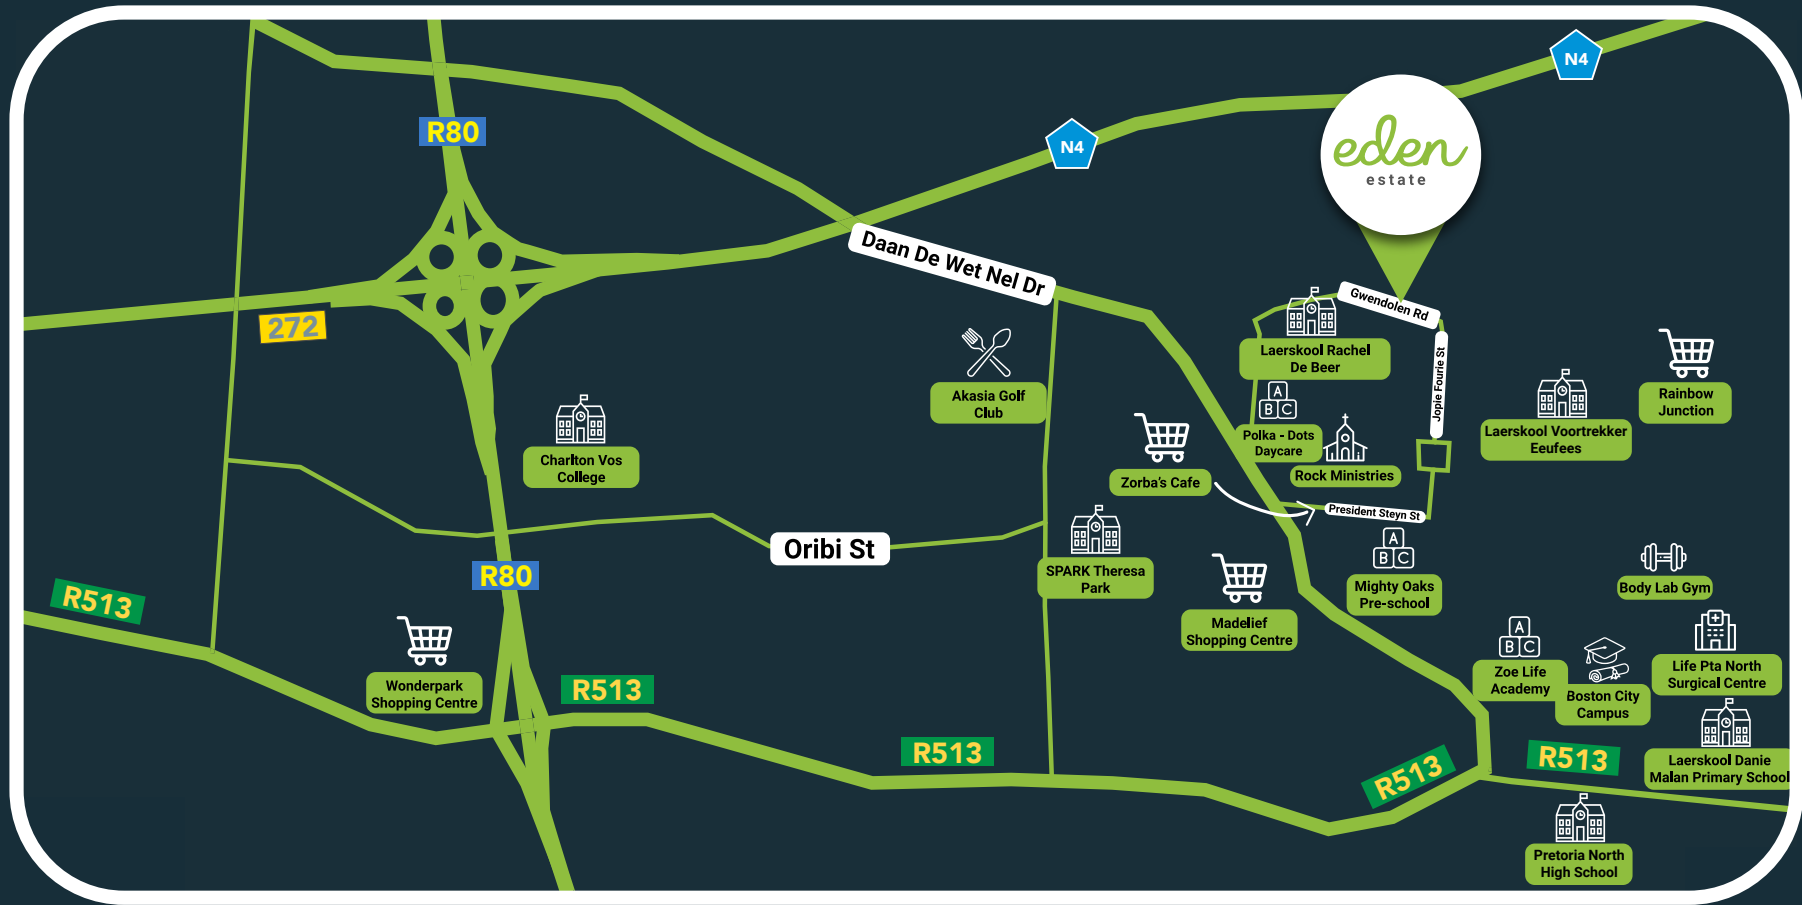 N4
R80
N4
eden
estate
Daan De Wet Nel Dr
Gwendolen Rd
272
Laerskool Rachel
De Beer
Jopie Fourie St
Rainbow
Junction
Akasia Golf
Club
A
B C
Laerskool Voortrekker
Eeufees
Polka - Dots
Daycare
Charlton Vos
College
Rock Ministries
Zorba's Cafe
President Steyn St
Oribi St
A
B C
SPARK Theresa
Park
R80
Mighty Oaks
Pre-school
Body Lab Gym
R513
Madelief
Shopping Centre
A
B C
Zoe Life
Academy
Life Pta North
Surgical Centre
Wonderpark
Shopping Centre
R513
Boston City
Campus
R513
R513
R513
Laerskool Danie
Malan Primary School
Pretoria North
High School